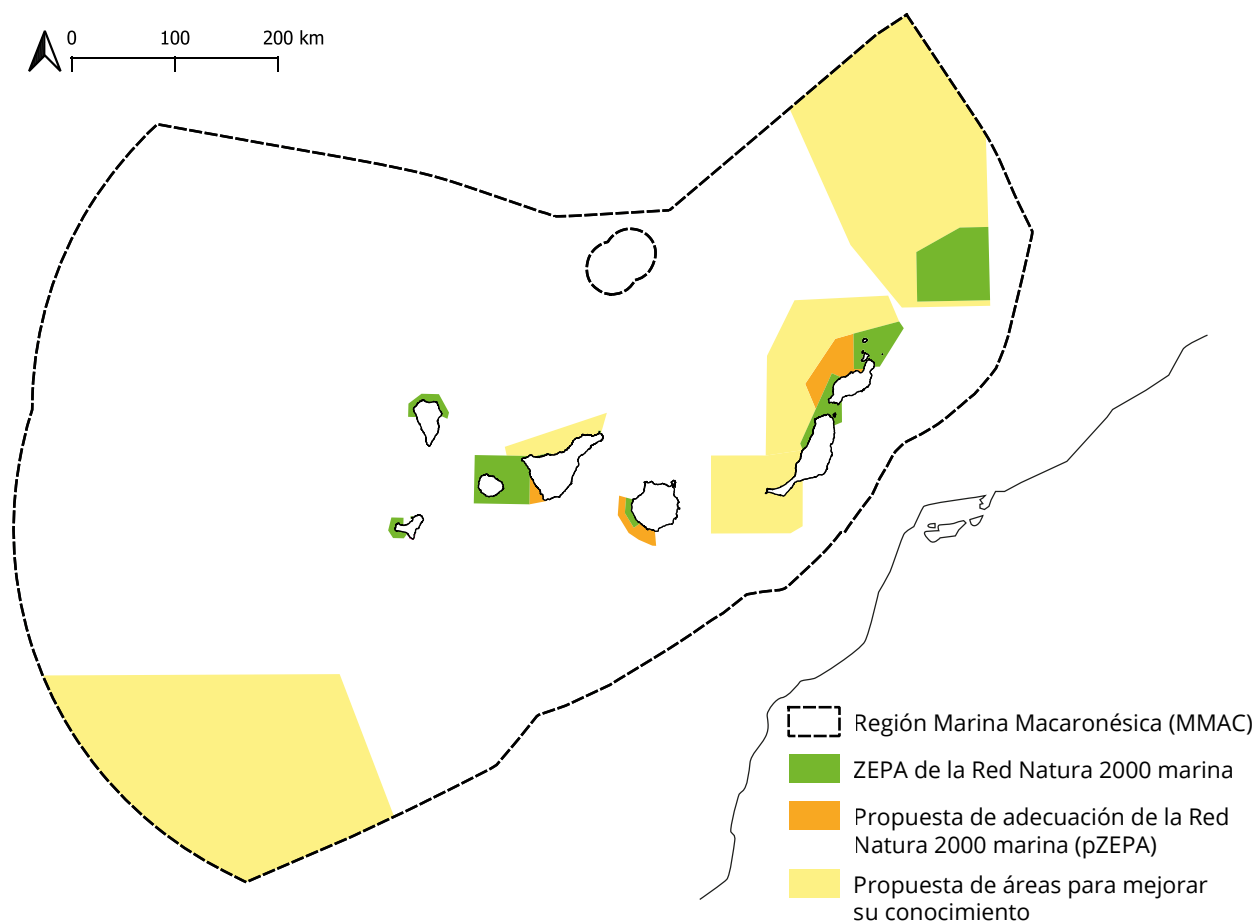 0 100 200 km
Región Marina Macaronésica (MMAC)
ZEPA de la Red Natura 2000 marina
Propuesta de adecuación de la Red
Natura 2000 marina (pZEPA)
Propuesta de áreas para mejorar
su conocimiento